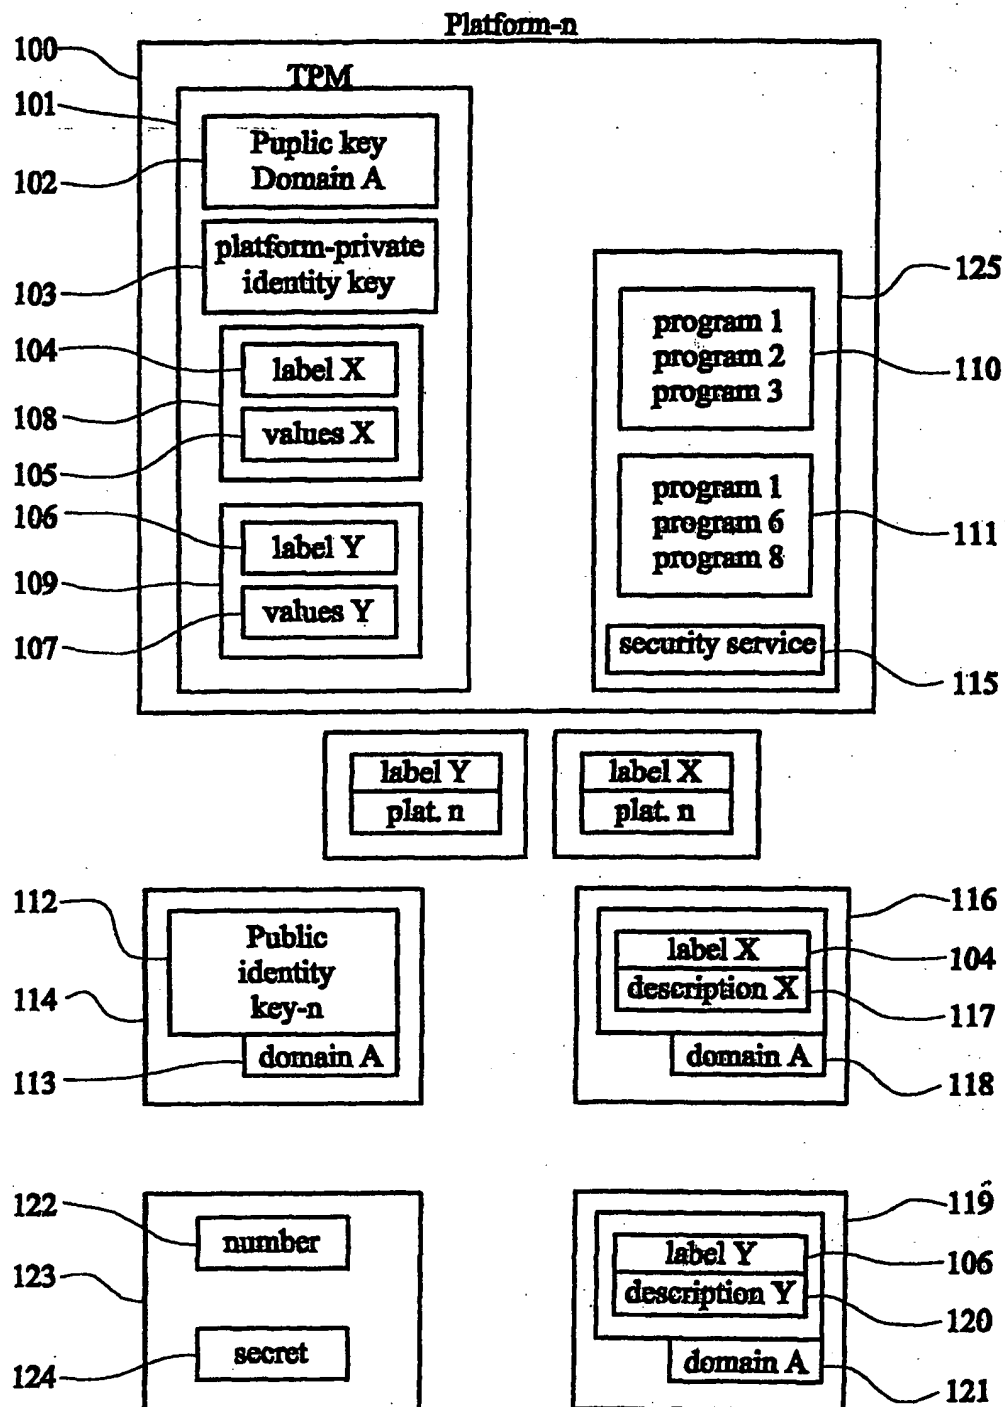 Platform-n
100
TPM
101
Puplic key
Domain A
102
platform-private
identity key
103
125
program 1
program 2
program 3
110
104
label X
108
values X
105
program 1
program 6
program 8
111
106
label Y
109
values Y
107
security service
115
label Y
plat. n
label X
plat. n
112
Public
identity
key-n
114
domain A
113
116
label X
104
description X
117
domain A
118
122
number
123
secret
124
119
label Y
106
description Y
120
domain A
121